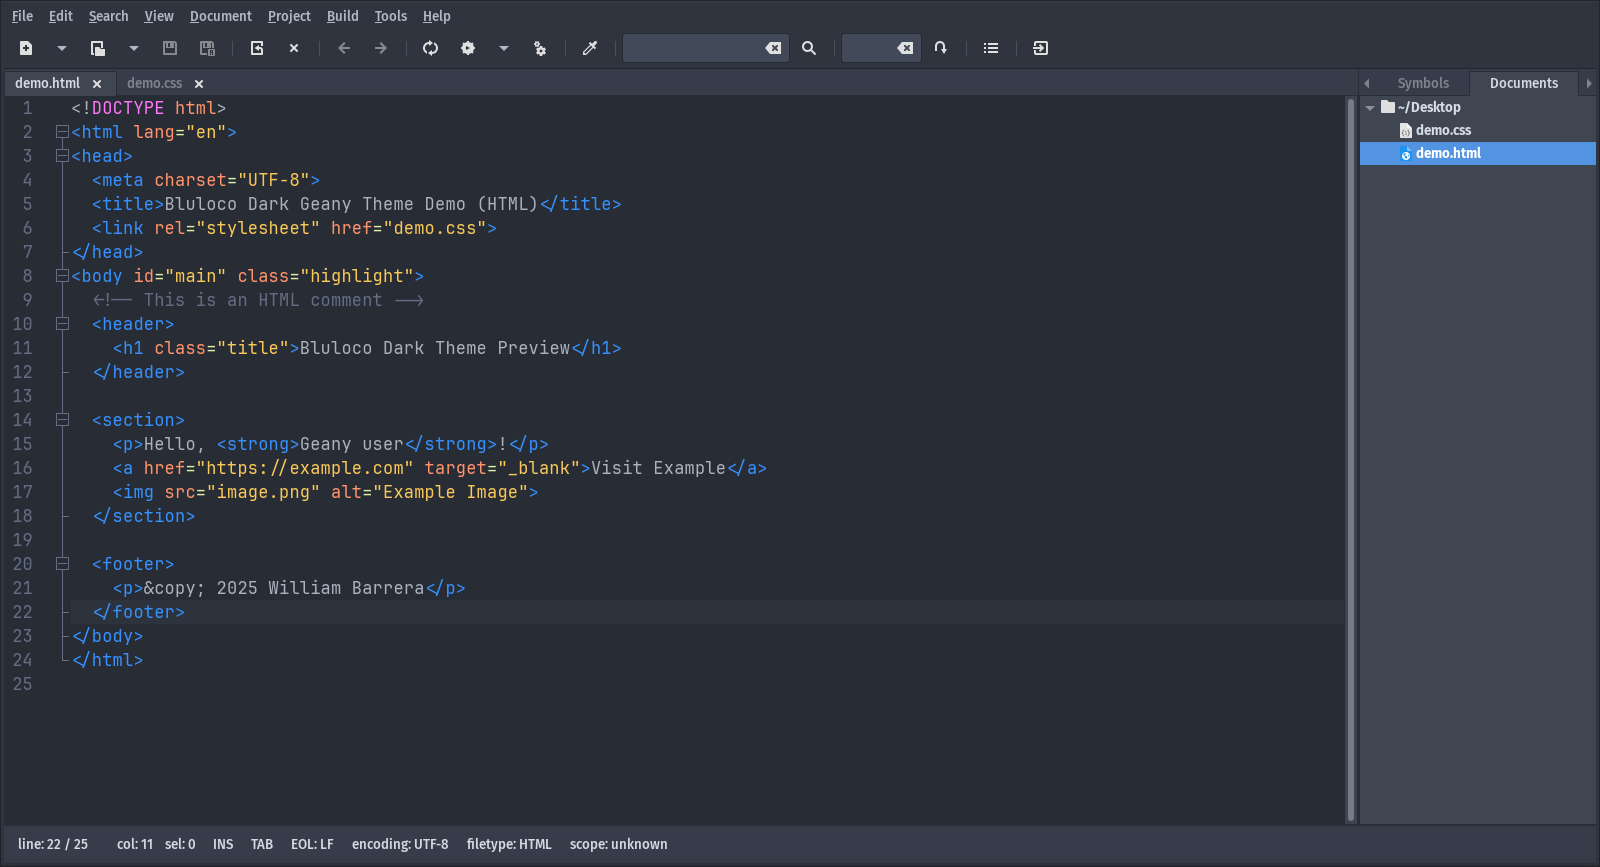 File Edit Search View Document Project Build Tools Help
demo.html demo.css Symbols Documents
~/Desktop
demo.css
demo.html
1 <!DOCTYPE html>
2 <html lang="en">
3 <head>
4 <meta charset="UTF-8">
5 <title>Bluloco Dark Geany Theme Demo (HTML)</title>
6 <link rel="stylesheet" href="demo.css">
7 </head>
8 <body id="main" class="highlight">
9 <!-- This is an HTML comment -->
10 <header>
11 <h1 class="title">Bluloco Dark Theme Preview</h1>
12 </header>
13
14 <section>
15 <p>Hello, <strong>Geany user</strong>!</p>
16 <a href="https://example.com" target="_blank">Visit Example</a>
17 <img src="image.png" alt="Example Image">
18 </section>
19
20 <footer>
21 <p>&copy; 2025 William Barrera</p>
22 </footer>
23 </body>
24 </html>
25
line: 22 / 25 col: 11 sel: 0 INS TAB EOL: LF encoding: UTF-8 filetype: HTML scope: unknown